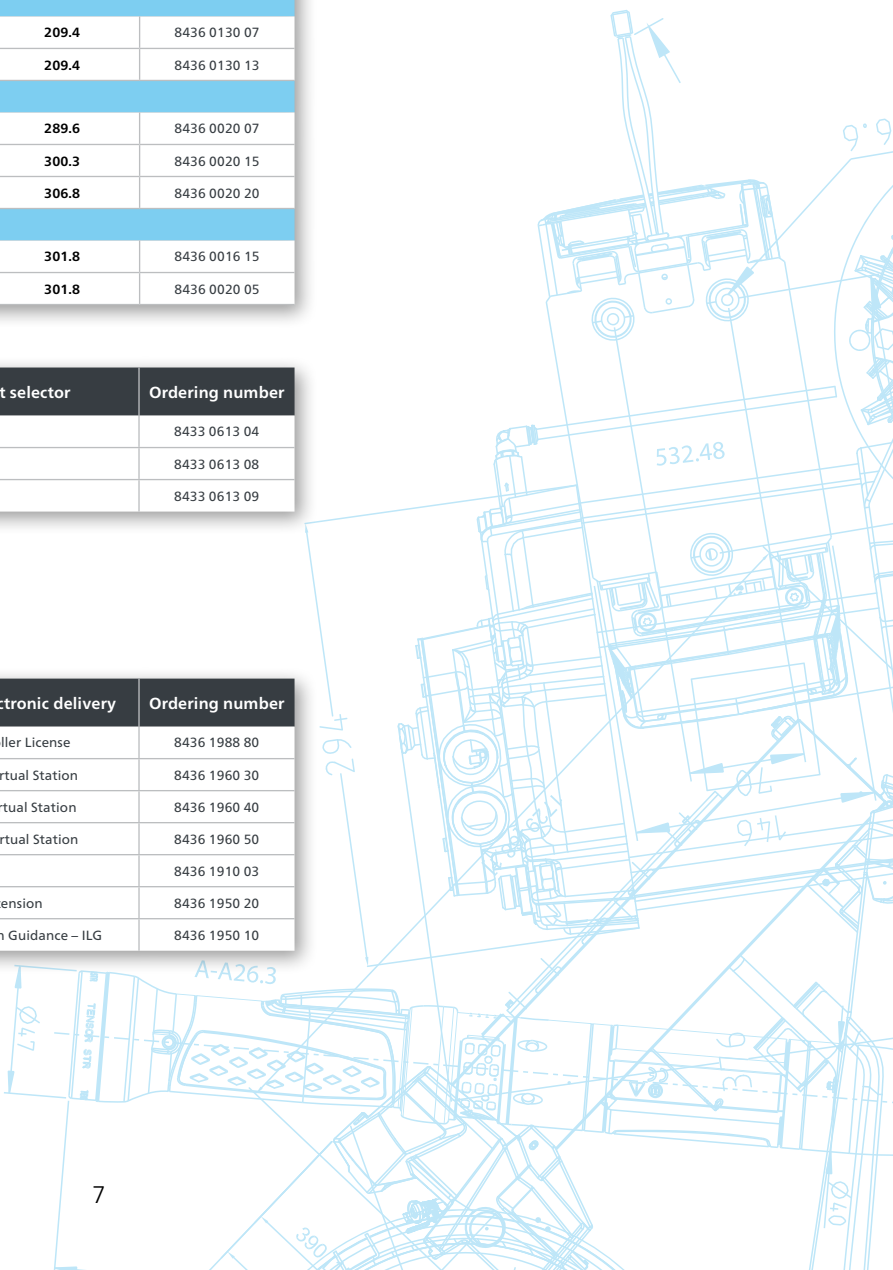 209.4 8436 0130 07
209.4 8436 0130 13
289.6 8436 0020 07
300.3 8436 0020 15
306.8 8436 0020 20
301.8 8436 0016 15
301.8 8436 0020 05
t selector Ordering number
8433 0613 04
8433 0613 08
8433 0613 09
ctronic delivery Ordering number
oller License 8436 1988 80
rtual Station 8436 1960 30
rtual Station 8436 1960 40
rtual Station 8436 1960 50
8436 1910 03
tension 8436 1950 20
n Guidance – ILG 8436 1950 10
532.48
294
70
146
A-A26.3
Ø47
TENSOR STR
Ø40
390
7